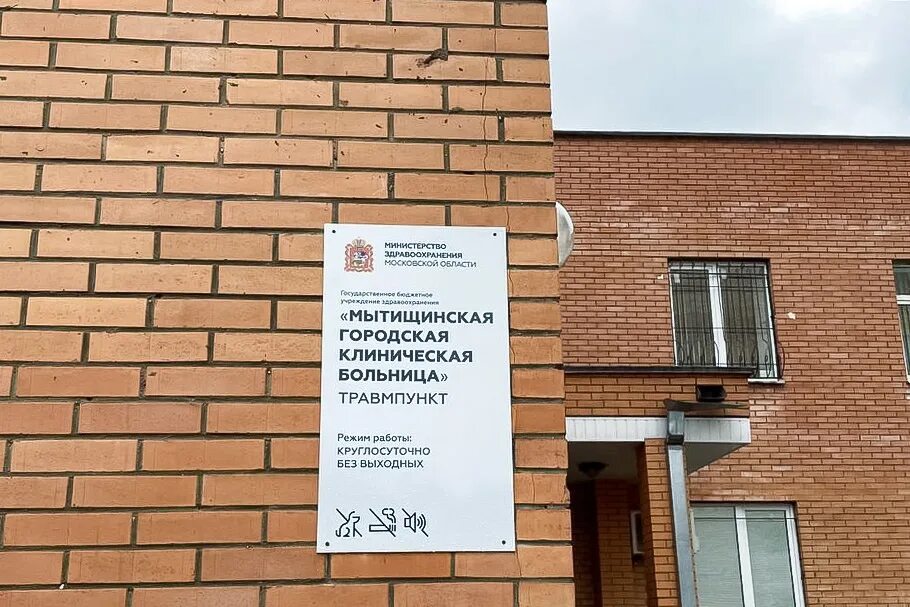 МИНИСТЕРСТВО
ЗДРАВООХРАНЕНИЯ
МОСКОВСКОЙ ОБЛАСТИ
Государственное бюджетное
учреждение здравоохранения
«МЫТИЩИНСКАЯ
ГОРОДСКАЯ
КЛИНИЧЕСКАЯ
БОЛЬНИЦА»
ТРАВМПУНКТ
Режим работы:
КРУГЛОСУТОЧНО
БЕЗ ВЫХОДНЫХ